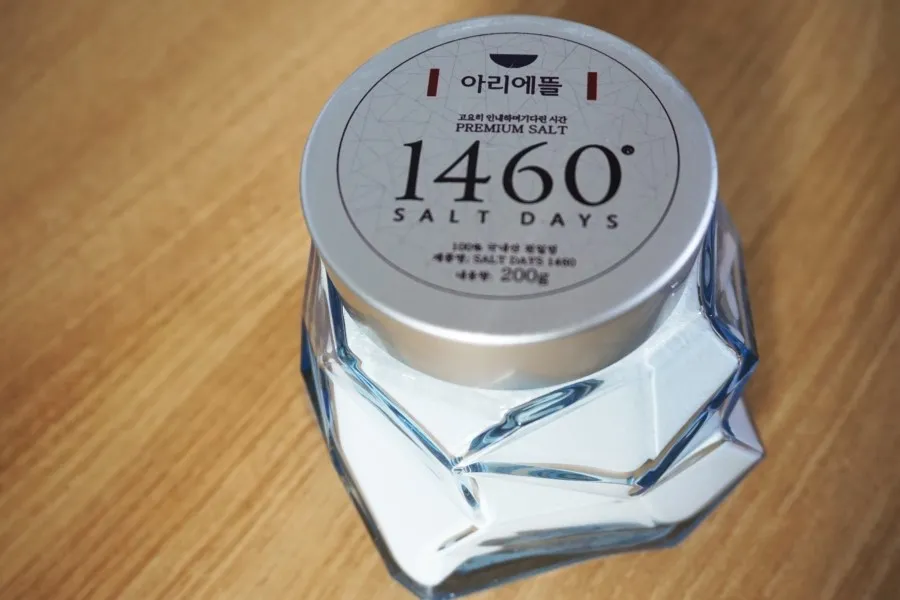 아리에뜰
고요히 인내하며기다린 시간
PREMIUM SALT
1460°
SALT DAYS
100% 국내산 천일염
제품명: SALT DAYS 1460
내용량: 200g